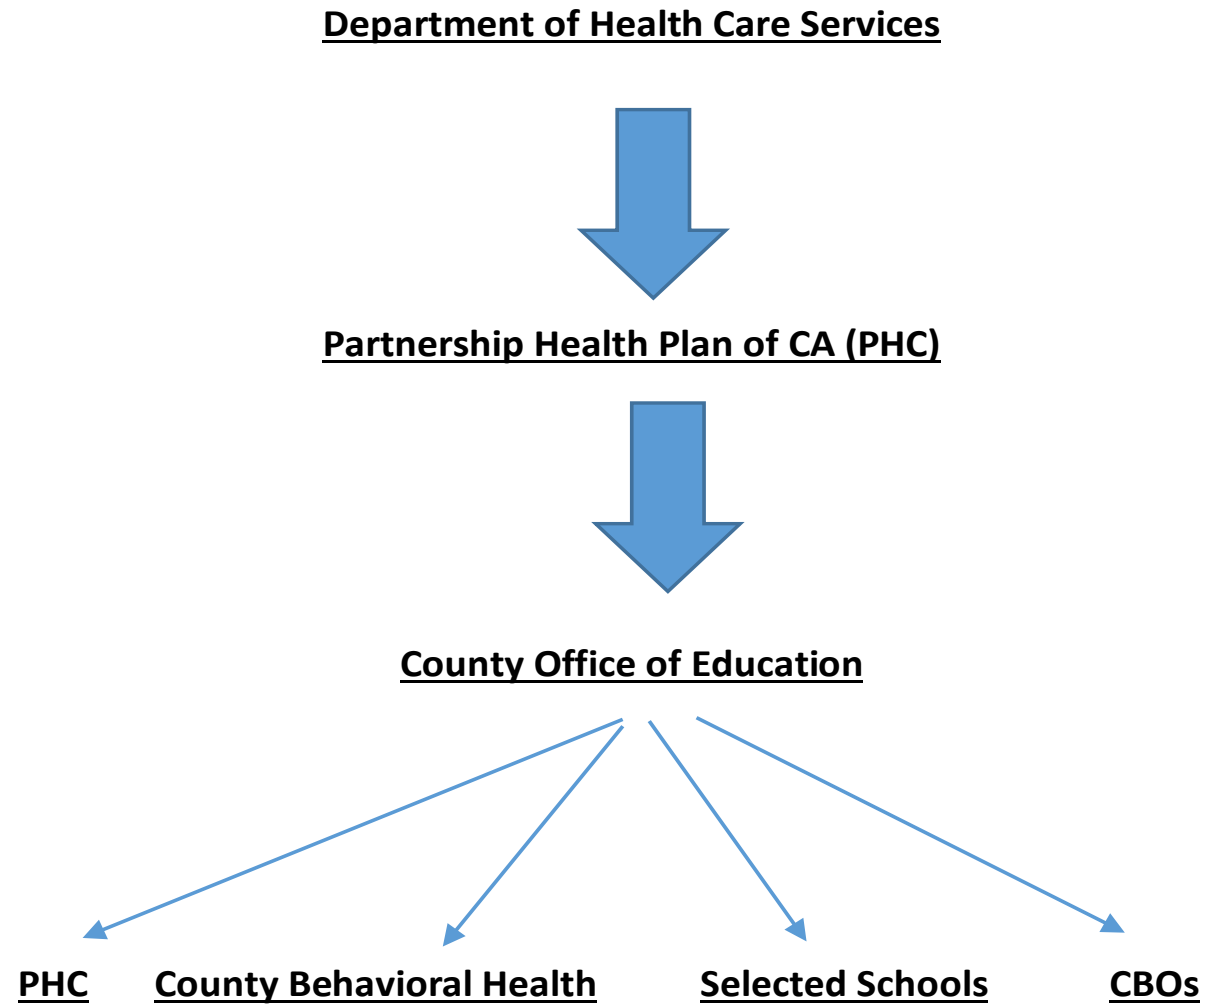 Department of Health Care Services
Partnership Health Plan of CA (PHC)
County Office of Education
PHC County Behavioral Health Selected Schools CBOs